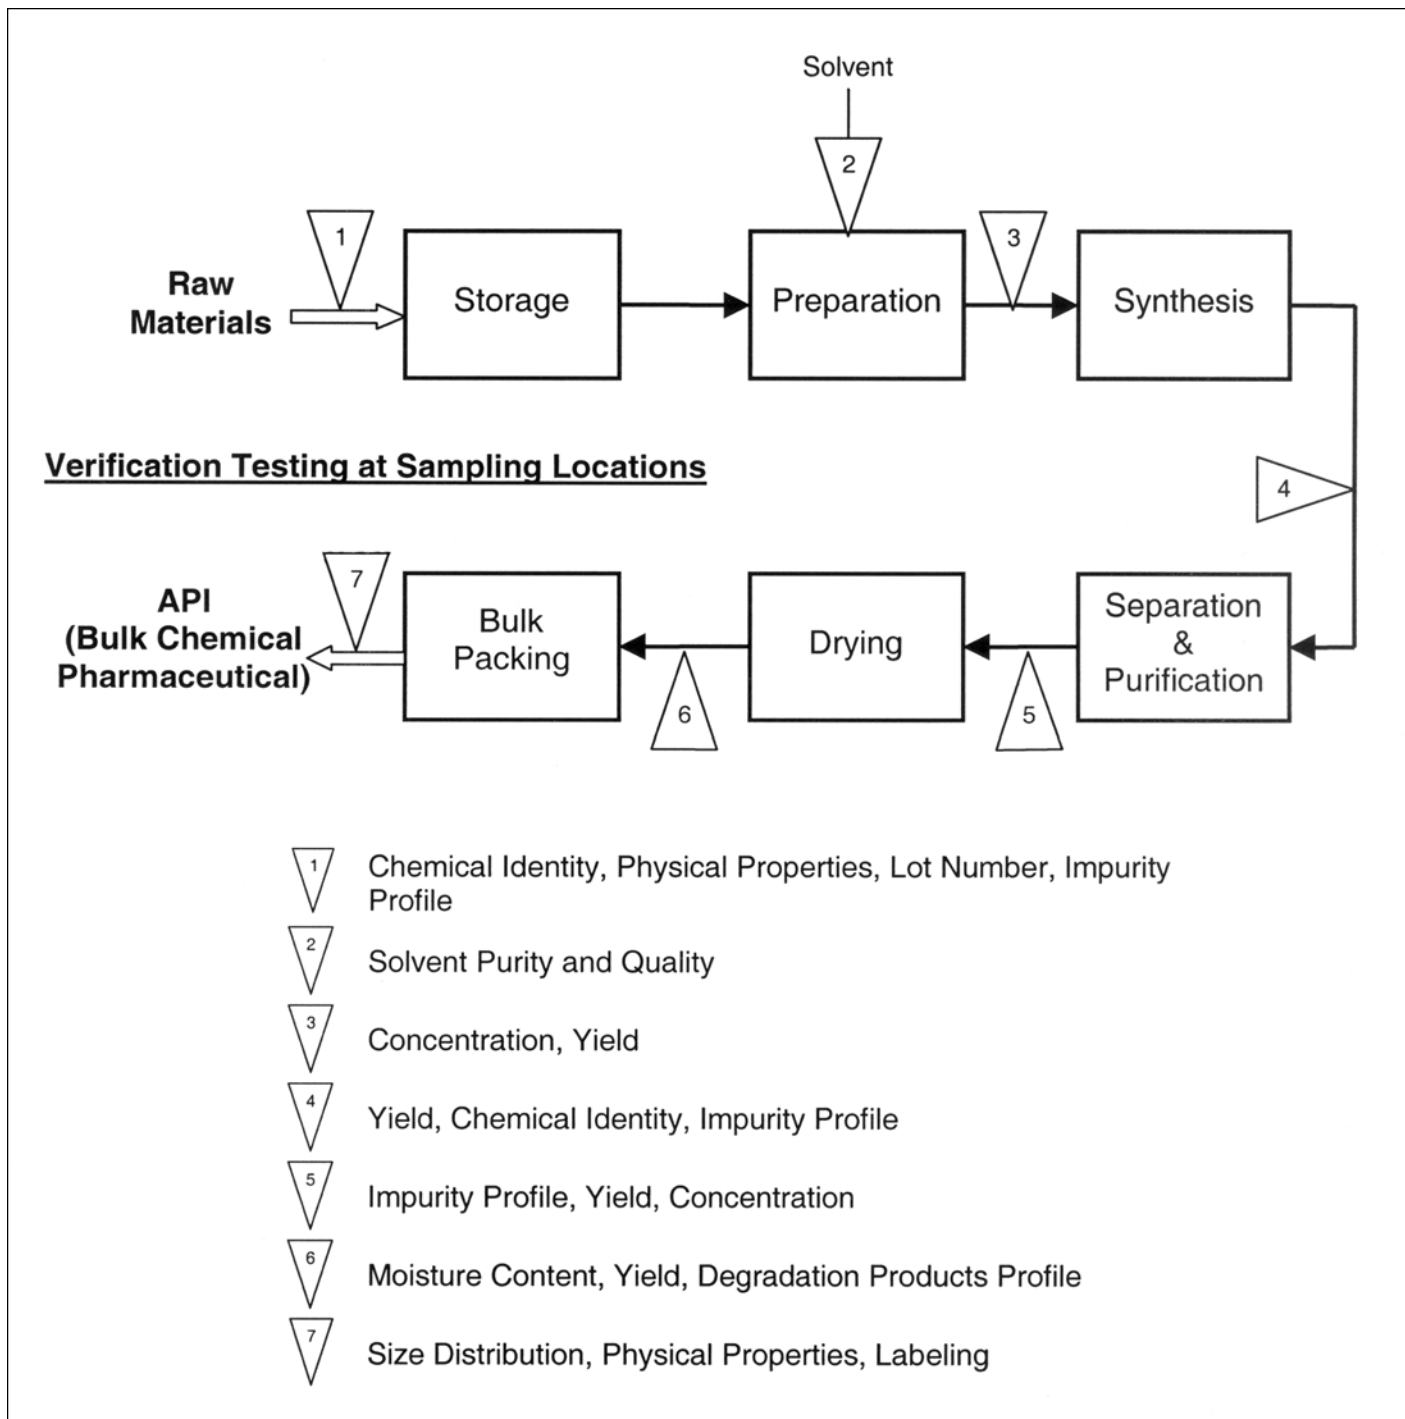 Solvent
2
1
3
Raw
Materials
Storage
Preparation
Synthesis
Verification Testing at Sampling Locations
4
7
API
(Bulk Chemical
Pharmaceutical)
Bulk
Packing
Drying
Separation
&
Purification
6
5
1 Chemical Identity, Physical Properties, Lot Number, Impurity
Profile
2 Solvent Purity and Quality
3 Concentration, Yield
4 Yield, Chemical Identity, Impurity Profile
5 Impurity Profile, Yield, Concentration
6 Moisture Content, Yield, Degradation Products Profile
7 Size Distribution, Physical Properties, Labeling